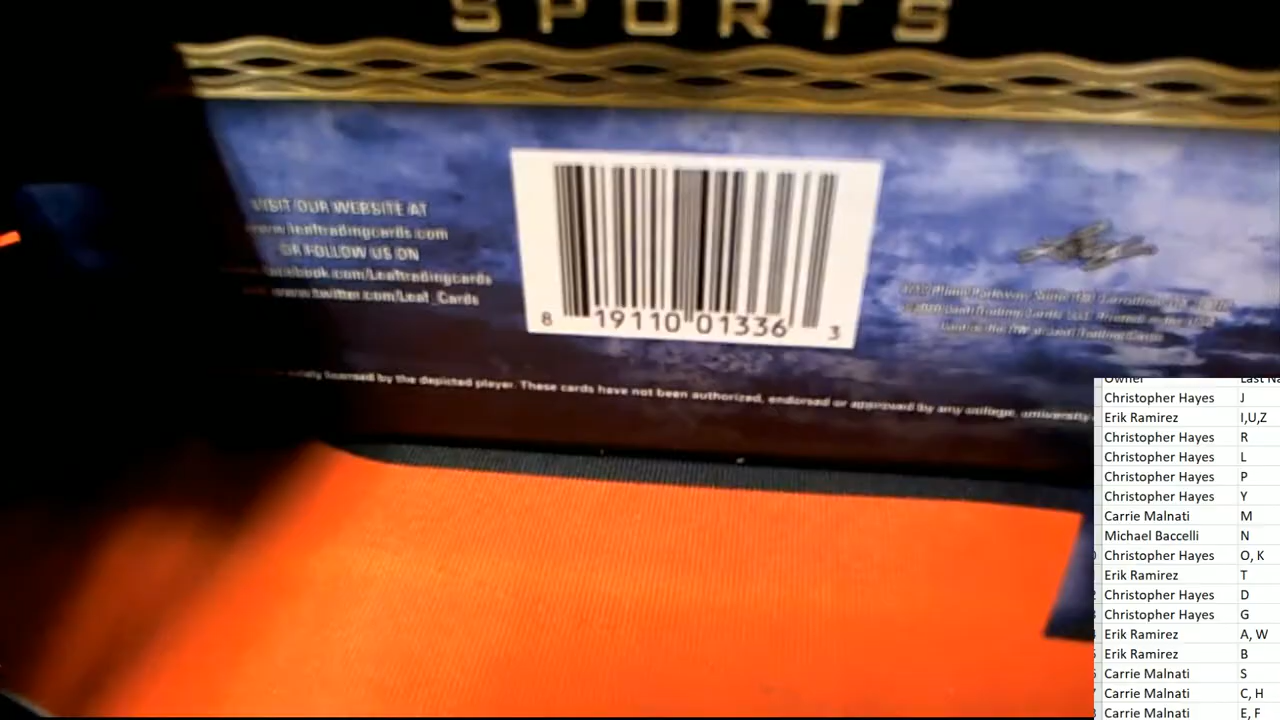 SPORTS
VISIT OUR WEBSITE AT
www.leaftradingcards.com
OR FOLLOW US ON
facebook.com/Leaftradingcards
www.twitter.com/Leaf_Cards
8 19110 01336 3
licensed by the depicted player. These cards have not been authorized, endorsed or approved by any college, university
Owner Last Na
Christopher Hayes J
Erik Ramirez I,U,Z
Christopher Hayes R
Christopher Hayes L
Christopher Hayes P
Christopher Hayes Y
Carrie Malnati M
Michael Baccelli N
Christopher Hayes O, K
Erik Ramirez T
Christopher Hayes D
Christopher Hayes G
Erik Ramirez A, W
Erik Ramirez B
Carrie Malnati S
Carrie Malnati C, H
Carrie Malnati E, F